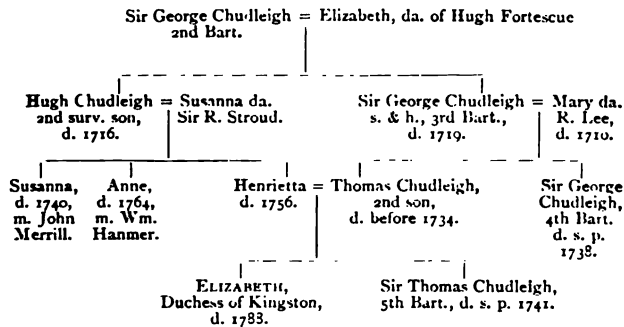 Sir George Chudleigh = Elizabeth, da. of Hugh Fortescue
2nd Bart.
Hugh Chudleigh = Susanna da.
2nd surv. son, Sir R. Stroud.
d. 1716.
Sir George Chudleigh = Mary da.
s. & h., 3rd Bart., R. Lee,
d. 1719. d. 1710.
Susanna,
d. 1740,
m. John
Merrill.
Anne,
d. 1764,
m. Wm.
Hanmer.
Henrietta = Thomas Chudleigh,
d. 1756. 2nd son,
d. before 1734.
Sir George
Chudleigh,
4th Bart.
d. s. p.
1738.
ELIZABETH,
Duchess of Kingston,
d. 1788.
Sir Thomas Chudleigh,
5th Bart., d. s. p. 1741.